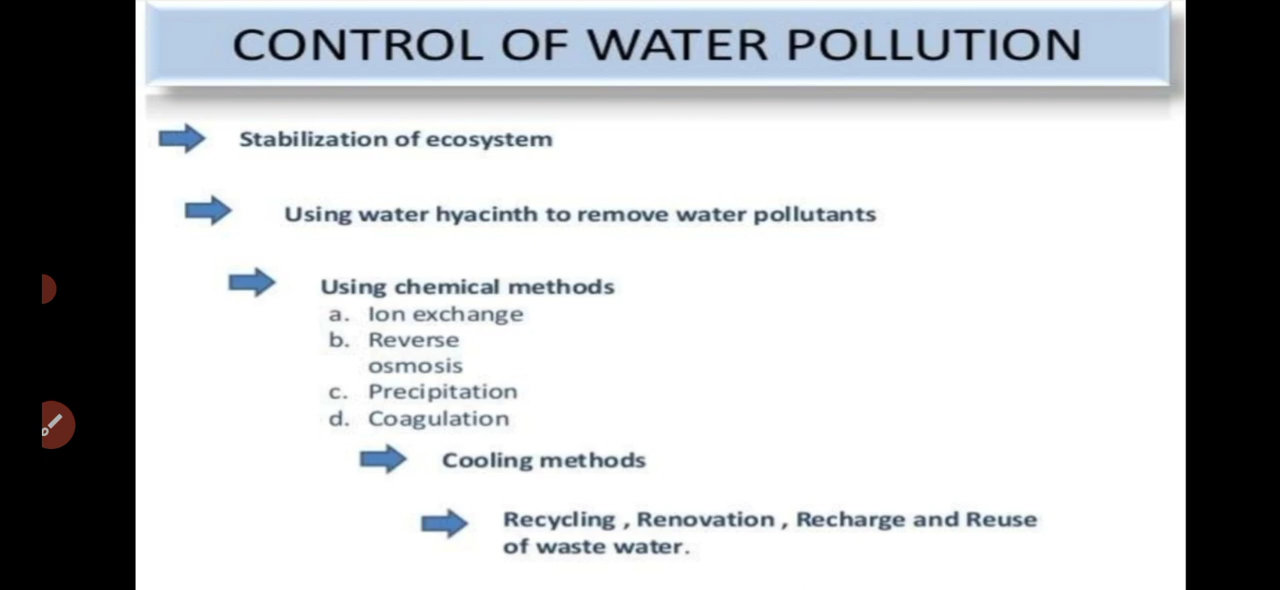 CONTROL OF WATER POLLUTION
Stabilization of ecosystem
Using water hyacinth to remove water pollutants
Using chemical methods
a. Ion exchange
b. Reverse
osmosis
c. Precipitation
d. Coagulation
Cooling methods
Recycling , Renovation , Recharge and Reuse
of waste water.